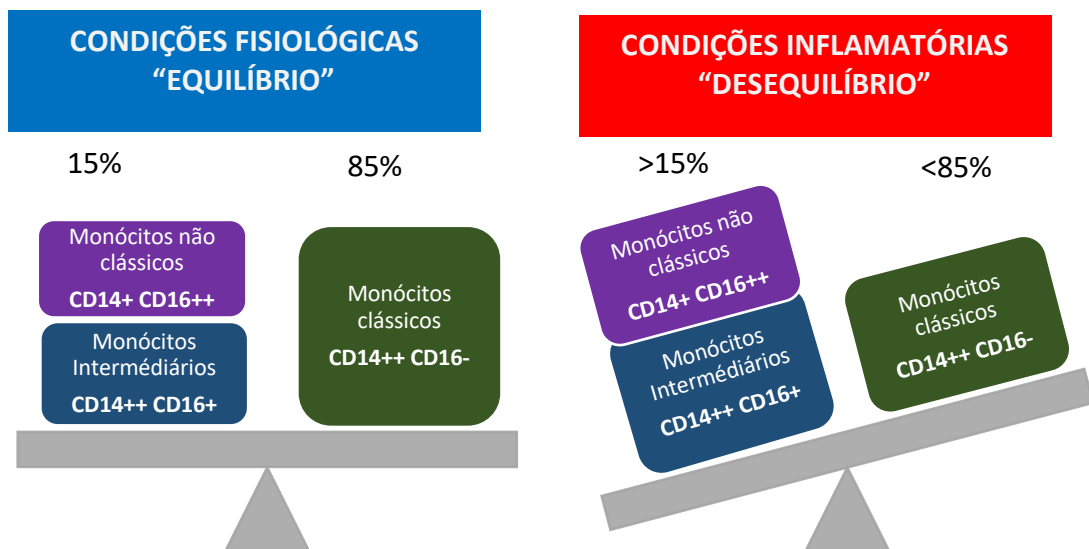 CONDIÇÕES FISIOLÓGICAS
“EQUILÍBRIO”
15%
85%
Monócitos não
clássicos
CD14+ CD16++
Monócitos
Intermédiários
CD14++ CD16+
Monócitos
clássicos
CD14++ CD16-
CONDIÇÕES INFLAMATÓRIAS
“DESEQUILÍBRIO”
>15%
<85%
Monócitos não
clássicos
CD14+ CD16++
Monócitos
Intermédiários
CD14++ CD16+
Monócitos
clássicos
CD14++ CD16-